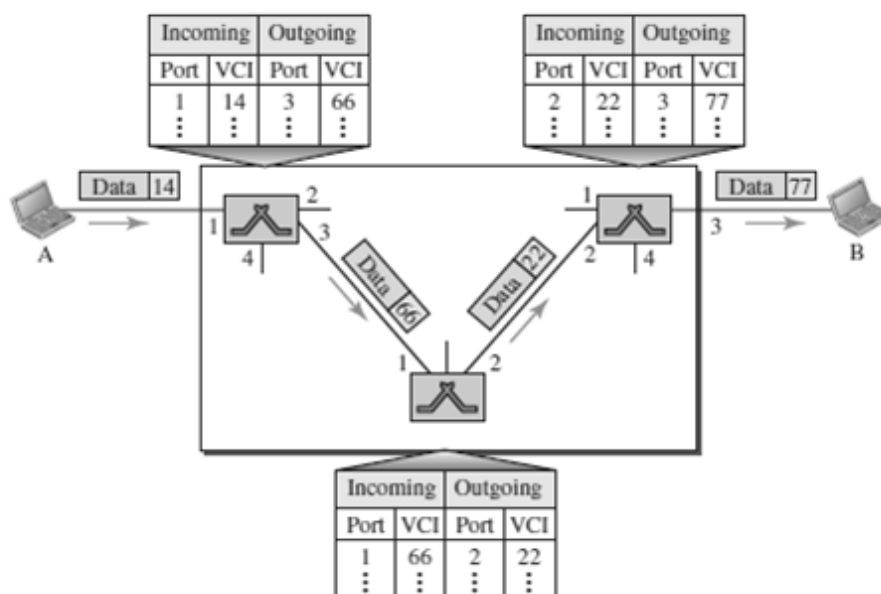 Incoming Outgoing
Port VCI Port VCI
1 14 3 66
Incoming Outgoing
Port VCI Port VCI
2 22 3 77
Data 14
A
1
2
3
4
Data 66
1
2
Data 22
1
2
4
3
Data 77
B
Incoming Outgoing
Port VCI Port VCI
1 66 2 22